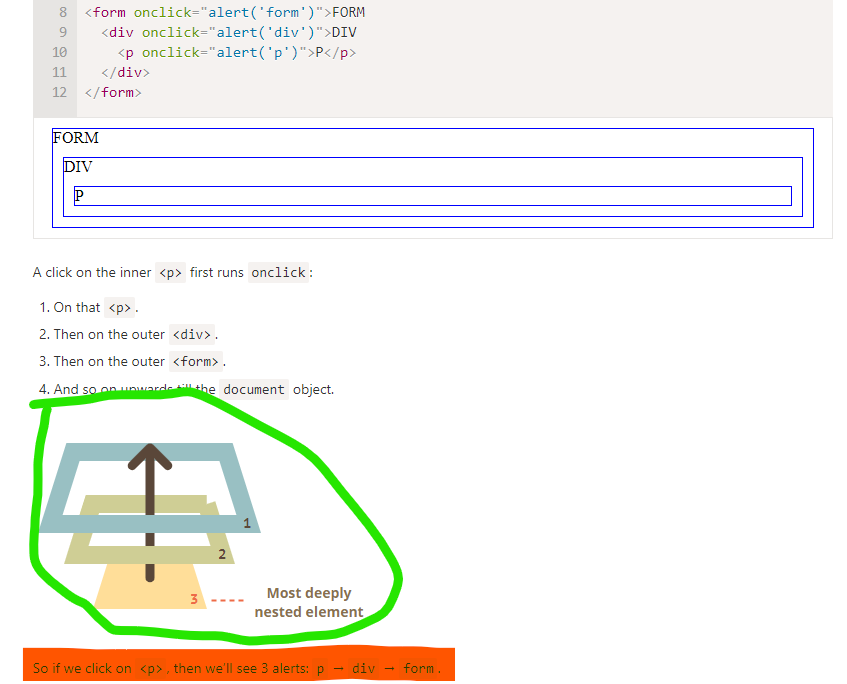 8 <form onclick="alert('form')">FORM
9 <div onclick="alert('div')">DIV
10 <p onclick="alert('p')">P</p>
11 </div>
12 </form>
FORM
DIV
P
A click on the inner <p> first runs onclick:
1. On that <p>.
2. Then on the outer <div>.
3. Then on the outer <form>.
4. And so on upwards till the document object.
1
2
3 ---- Most deeply
nested element
So if we click on <p>, then we'll see 3 alerts: p → div → form.